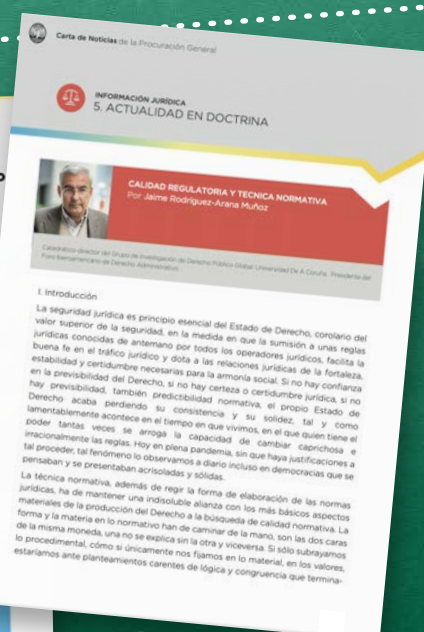 Carta de Noticias de la Procuración General
INFORMACIÓN JURÍDICA
5. ACTUALIDAD EN DOCTRINA
CALIDAD REGULATORIA Y TECNICA NORMATIVA
Por Jaime Rodríguez-Arana Muñoz
Catedrático-director del Grupo de Investigación de Derecho Público Global Universidad De A Coruña. Presidente del
Foro Iberoamericano de Derecho Administrativo.
I. Introducción
La seguridad jurídica es principio esencial del Estado de Derecho, corolario del
valor superior de la seguridad, en la medida en que la sumisión a unas reglas
jurídicas conocidas de antemano por todos los operadores jurídicos, facilita la
buena fe en el tráfico jurídico y dota a las relaciones jurídicas de la fortaleza,
estabilidad y certidumbre necesarias para la armonía social. Si no hay confianza
en la previsibilidad del Derecho, si no hay certeza o certidumbre jurídica, si no
hay previsibilidad, también predictibilidad normativa, el propio Estado de
Derecho acaba perdiendo su consistencia y su solidez, tal y como
lamentablemente acontece en el tiempo en que vivimos, en el que quien tiene el
poder tantas veces se arroga la capacidad de cambiar caprichosa e
irracionalmente las reglas. Hoy en plena pandemia, sin que haya justificaciones a
tal proceder, tal fenómeno lo observamos a diario incluso en democracias que se
pensaban y se presentaban acrisoladas y sólidas.
La técnica normativa, además de regir la forma de elaboración de las normas
jurídicas, ha de mantener una indisoluble alianza con los más básicos aspectos
materiales de la producción del Derecho a la búsqueda de calidad normativa. La
forma y la materia en lo normativo han de caminar de la mano, son las dos caras
de la misma moneda, una no se explica sin la otra y viceversa. Si sólo subrayamos
lo procedimental, cómo si únicamente nos fijamos en lo material, en los valores,
estaríamos ante planteamientos carentes de lógica y congruencia que termina-